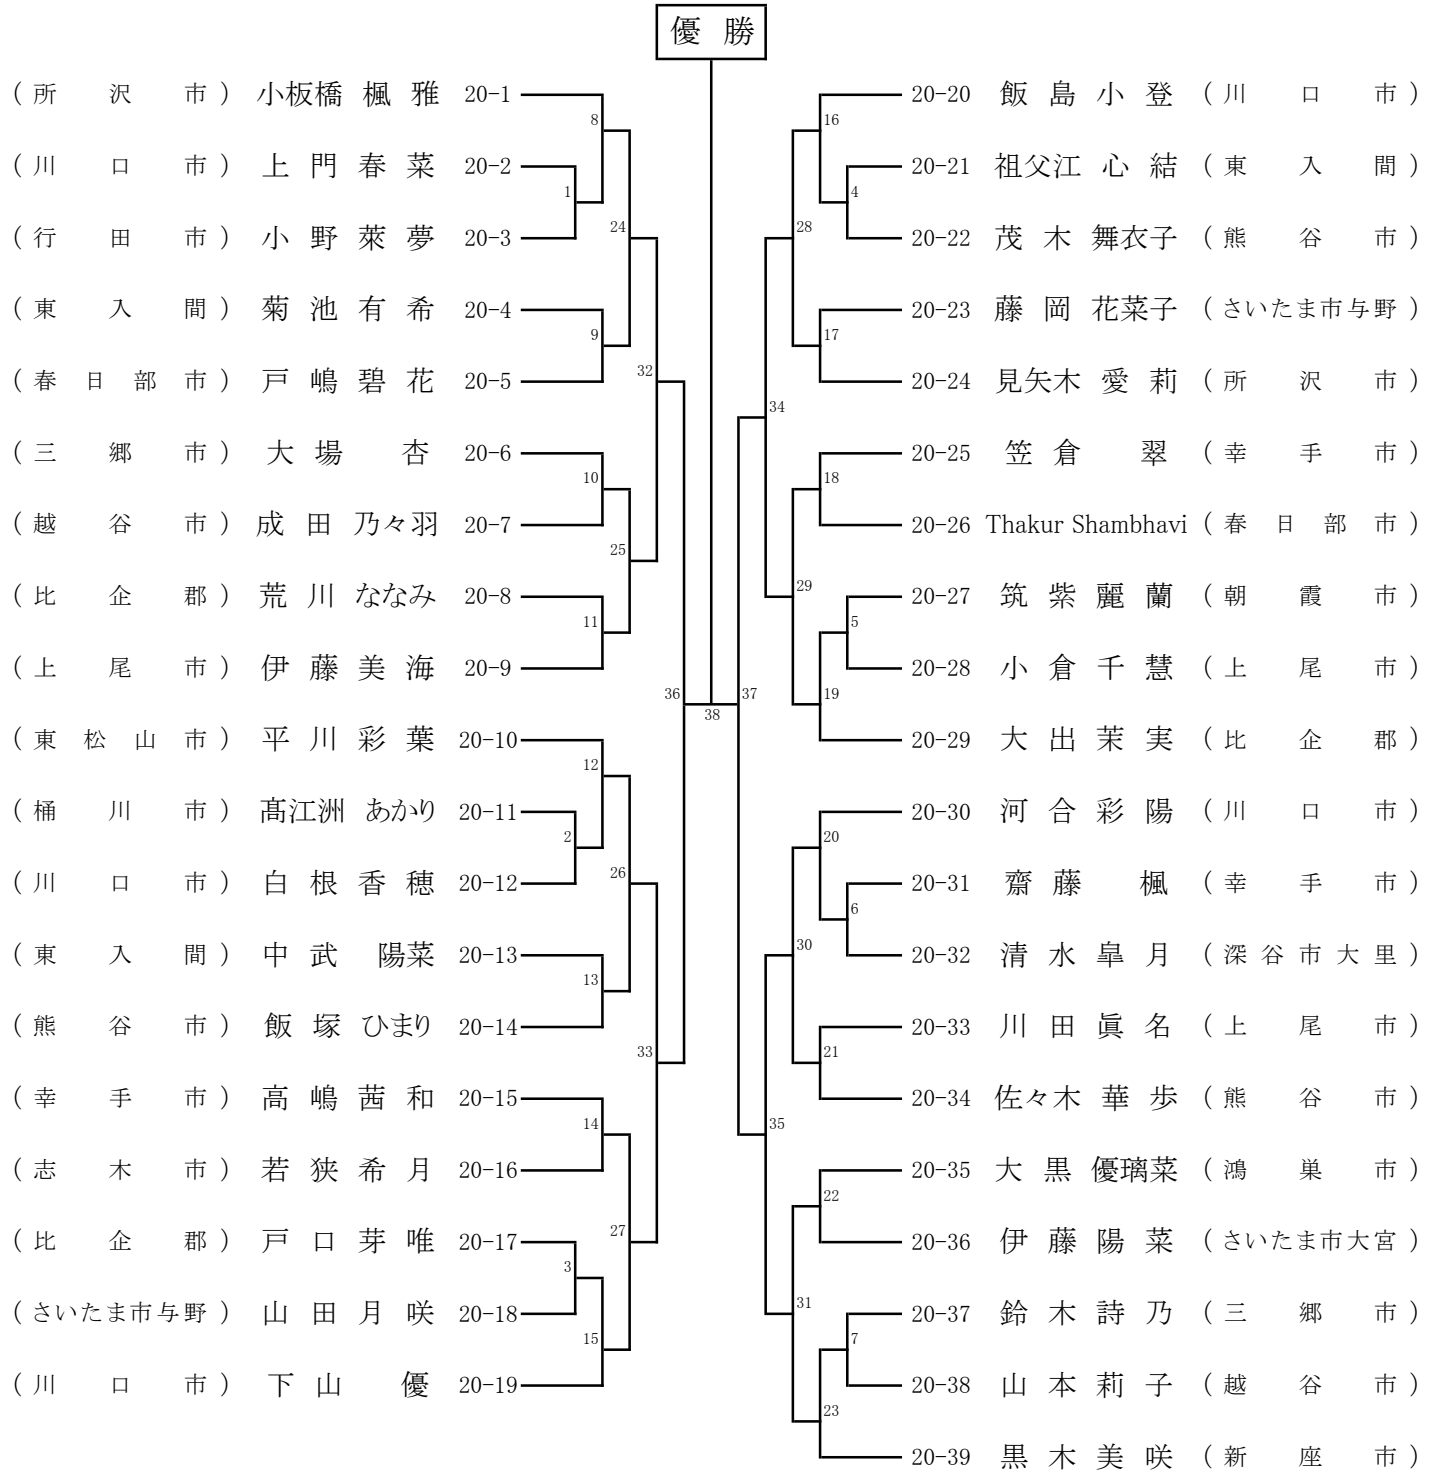 優 勝
( 所 沢 市 ) 小板橋 楓 雅 20-1
8
( 川 口 市 ) 上 門 春 菜 20-2
1
( 行 田 市 ) 小 野 萊 夢 20-3
24
( 東 入 間 ) 菊 池 有 希 20-4
9
( 春 日 部 市 ) 戸 嶋 碧 花 20-5
32
( 三 郷 市 ) 大 場 杏 20-6
10
( 越 谷 市 ) 成 田 乃々羽 20-7
25
( 比 企 郡 ) 荒 川 ななみ 20-8
11
( 上 尾 市 ) 伊 藤 美 海 20-9
36
( 東 松 山 市 ) 平 川 彩 葉 20-10
12
( 桶 川 市 ) 髙江洲 あかり 20-11
2
( 川 口 市 ) 白 根 香 穂 20-12
26
( 東 入 間 ) 中 武 陽菜 20-13
13
( 熊 谷 市 ) 飯 塚 ひまり 20-14
33
( 幸 手 市 ) 高 嶋 茜 和 20-15
14
( 志 木 市 ) 若 狭 希 月 20-16
27
( 比 企 郡 ) 戸 口 芽 唯 20-17
3
( さいたま市与野 ) 山 田 月 咲 20-18
15
( 川 口 市 ) 下 山 優 20-19
38
20-20 飯 島 小 登 ( 川 口 市 )
16
20-21 祖父江 心 結 ( 東 入 間 )
4
20-22 茂 木 舞衣子 ( 熊 谷 市 )
28
20-23 藤 岡 花菜子 ( さいたま市与野 )
17
20-24 見矢木 愛 莉 ( 所 沢 市 )
34
20-25 笠 倉 翠 ( 幸 手 市 )
18
20-26 Thakur Shambhavi ( 春 日 部 市 )
29
20-27 筑 紫 麗 蘭 ( 朝 霞 市 )
5
20-28 小 倉 千 慧 ( 上 尾 市 )
19
37
20-29 大 出 茉 実 ( 比 企 郡 )
20-30 河 合 彩 陽 ( 川 口 市 )
20
20-31 齋 藤 楓 ( 幸 手 市 )
6
20-32 清 水 皐 月 ( 深 谷 市 大 里 )
30
20-33 川 田 眞 名 ( 上 尾 市 )
21
20-34 佐々木 華 歩 ( 熊 谷 市 )
35
20-35 大 黒 優璃菜 ( 鴻 巣 市 )
22
20-36 伊 藤 陽 菜 ( さいたま市大宮 )
31
20-37 鈴 木 詩 乃 ( 三 郷 市 )
7
20-38 山 本 莉 子 ( 越 谷 市 )
23
20-39 黒 木 美 咲 ( 新 座 市 )